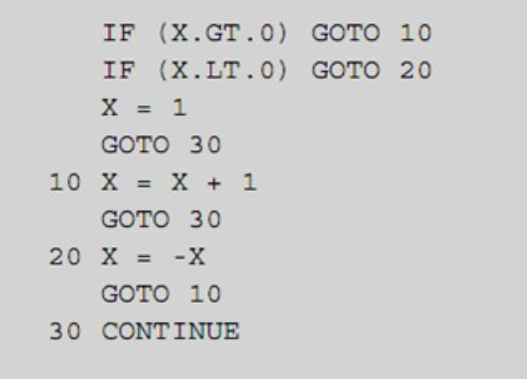 IF (X.GT.0) GOTO 10
   IF (X.LT.0) GOTO 20
   X = 1
   GOTO 30
10 X = X + 1
   GOTO 30
20 X = -X
   GOTO 10
30 CONTINUE